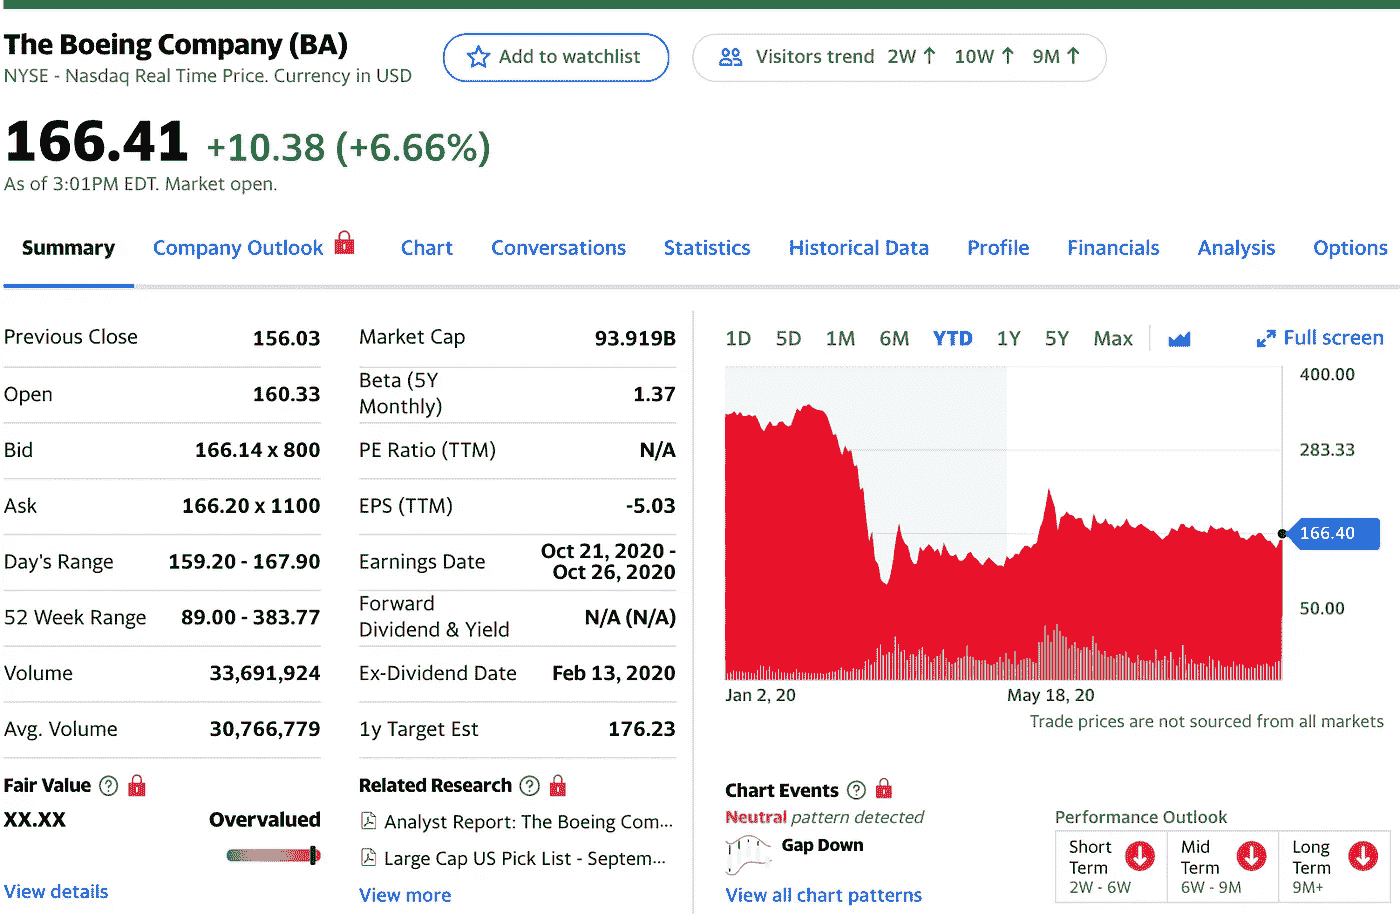 The Boeing Company (BA)
NYSE - Nasdaq Real Time Price. Currency in USD
Add to watchlist
Visitors trend 2W ↑ 10W ↑ 9M ↑
166.41 +10.38 (+6.66%)
As of 3:01PM EDT. Market open.
Summary Company Outlook Chart Conversations Statistics Historical Data Profile Financials Analysis Options
Previous Close 156.03
Open 160.33
Bid 166.14 x 800
Ask 166.20 x 1100
Day's Range 159.20 - 167.90
52 Week Range 89.00 - 383.77
Volume 33,691,924
Avg. Volume 30,766,779
Fair Value
XX.XX Overvalued
View details
Market Cap 93.919B
Beta (5Y
Monthly) 1.37
PE Ratio (TTM) N/A
EPS (TTM) -5.03
Earnings Date Oct 21, 2020 -
Oct 26, 2020
Forward
Dividend & Yield N/A (N/A)
Ex-Dividend Date Feb 13, 2020
1y Target Est 176.23
Related Research
Analyst Report: The Boeing Com...
Large Cap US Pick List - Septem...
View more
1D 5D 1M 6M YTD 1Y 5Y Max Full screen
400.00
283.33
166.40
50.00
Jan 2, 20 May 18, 20
Trade prices are not sourced from all markets
Chart Events
Neutral pattern detected
Gap Down
View all chart patterns
Performance Outlook
Short
Term
2W - 6W
Mid
Term
6W - 9M
Long
Term
9M+